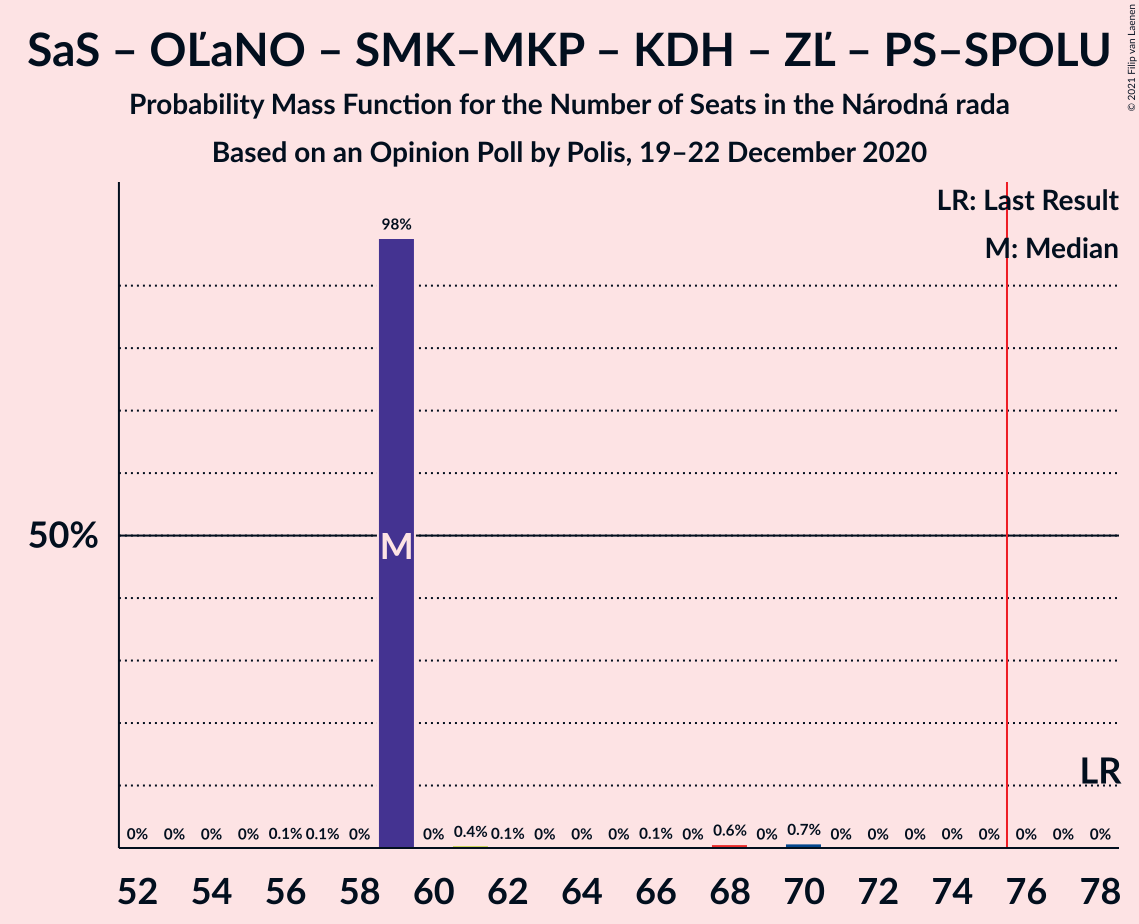 SaS – OĽaNO – SMK–MKP – KDH – ZĽ – PS–SPOLU
Probability Mass Function for the Number of Seats in the Národná rada
Based on an Opinion Poll by Polis, 19–22 December 2020
© 2021 Filip van Laenen
LR: Last Result
M: Median
98%
50%
M
LR
0% 0% 0% 0% 0.1% 0.1% 0% 0% 0.4% 0.1% 0% 0% 0% 0.1% 0% 0.6% 0% 0.7% 0% 0% 0% 0% 0% 0% 0% 0%
52 54 56 58 60 62 64 66 68 70 72 74 76 78